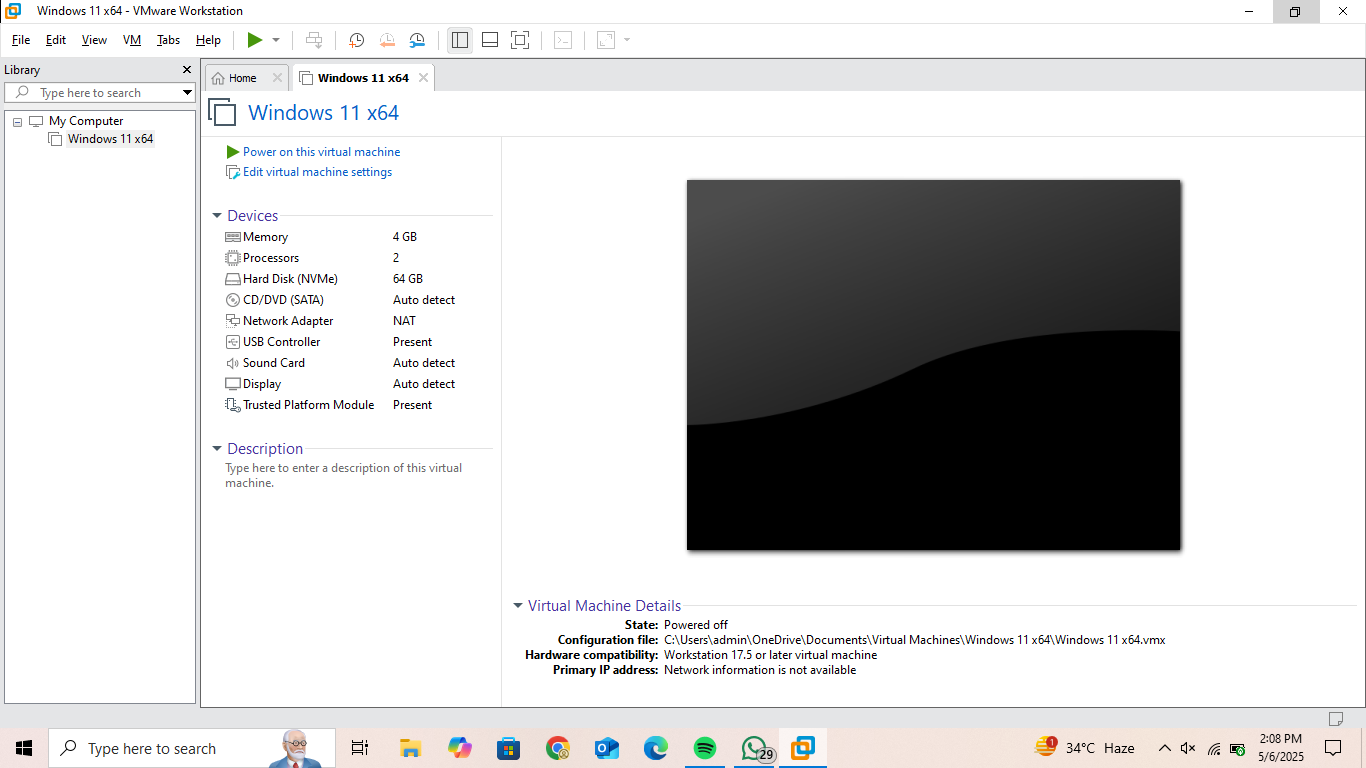 Windows 11 x64 - VMware Workstation
File Edit View VM Tabs Help
Library
Type here to search
My Computer
Windows 11 x64
Home
Windows 11 x64
Windows 11 x64
Power on this virtual machine
Edit virtual machine settings
Devices
Memory 4 GB
Processors 2
Hard Disk (NVMe) 64 GB
CD/DVD (SATA) Auto detect
Network Adapter NAT
USB Controller Present
Sound Card Auto detect
Display Auto detect
Trusted Platform Module Present
Description
Type here to enter a description of this virtual
machine.
Virtual Machine Details
State: Powered off
Configuration file: C:\Users\admin\OneDrive\Documents\Virtual Machines\Windows 11 x64\Windows 11 x64.vmx
Hardware compatibility: Workstation 17.5 or later virtual machine
Primary IP address: Network information is not available
Type here to search
29
1
34°C Haze
2:08 PM
5/6/2025